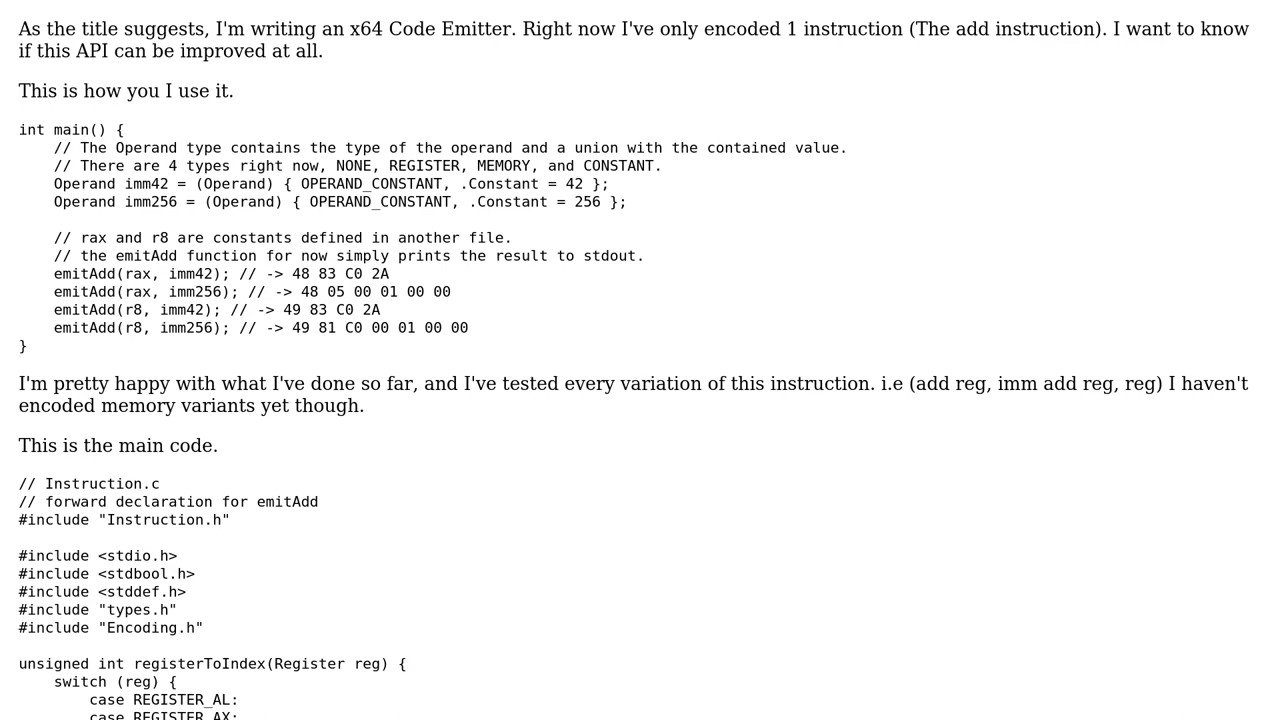 As the title suggests, I'm writing an x64 Code Emitter. Right now I've only encoded 1 instruction (The add instruction). I want to know
if this API can be improved at all.
This is how you I use it.
int main() {
    // The Operand type contains the type of the operand and a union with the contained value.
    // There are 4 types right now, NONE, REGISTER, MEMORY, and CONSTANT.
    Operand imm42 = (Operand) { OPERAND_CONSTANT, .Constant = 42 };
    Operand imm256 = (Operand) { OPERAND_CONSTANT, .Constant = 256 };
    // rax and r8 are constants defined in another file.
    // the emitAdd function for now simply prints the result to stdout.
    emitAdd(rax, imm42); // -> 48 83 C0 2A
    emitAdd(rax, imm256); // -> 48 05 00 01 00 00
    emitAdd(r8, imm42); // -> 49 83 C0 2A
    emitAdd(r8, imm256); // -> 49 81 C0 00 01 00 00
}
I'm pretty happy with what I've done so far, and I've tested every variation of this instruction. i.e (add reg, imm add reg, reg) I haven't
encoded memory variants yet though.
This is the main code.
// Instruction.c
// forward declaration for emitAdd
#include "Instruction.h"
#include <stdio.h>
#include <stdbool.h>
#include <stddef.h>
#include "types.h"
#include "Encoding.h"
unsigned int registerToIndex(Register reg) {
    switch (reg) {
        case REGISTER_AL:
        case REGISTER_AX: